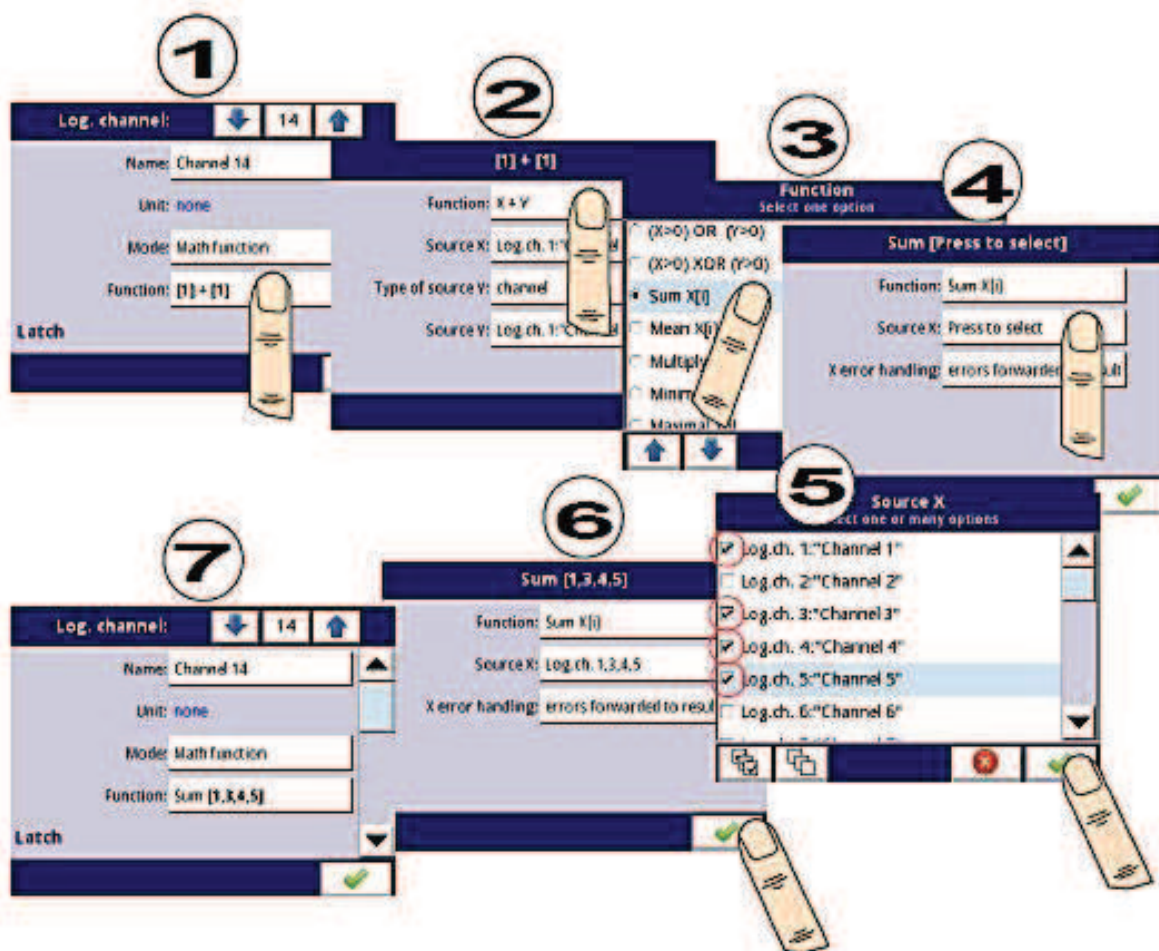 1
Log. channel: 14
Name: Channel 14
Unit: none
Mode: Math function
Function: [1] + [1]
Latch
2
[1] + [1]
Function: X + Y
Source X: Log.ch. 1:"
Type of source Y: channel
Source Y: Log.ch. 1:"
3
Function
Select one option
(X>0) OR (Y>0)
(X>0) XOR (Y>0)
Sum X[i]
Mean X[i]
Multiply
4
Sum [Press to select]
Function: Sum X[i]
Source X: Press to select
X error handling: errors forwarded
5
Source X
one or many options
Log.ch. 1:"Channel 1"
Log.ch. 2:"Channel 2"
Log.ch. 3:"Channel 3"
Log.ch. 4:"Channel 4"
Log.ch. 5:"Channel 5"
Log.ch. 6:"Channel 6"
6
Sum [1,3,4,5]
Function: Sum X[i]
Source X: Log.ch. 1,3,4,5
X error handling: errors forwarded to resul
7
Log. channel: 14
Name: Channel 14
Unit: none
Mode: Math function
Function: Sum [1,3,4,5]
Latch